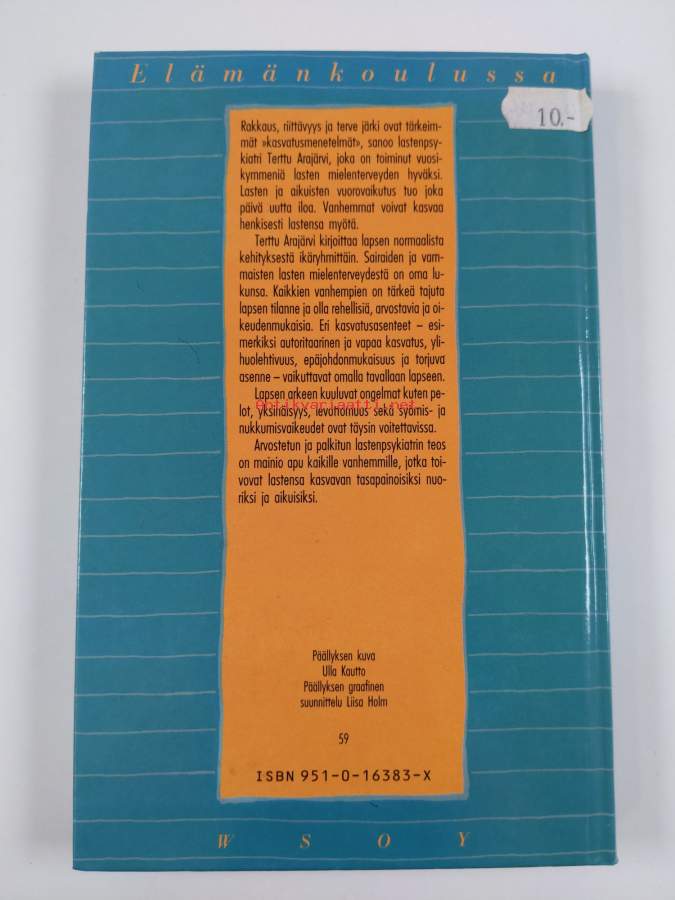 Elämänkoulussa
10.-
Rakkaus, riittävyys ja terve järki ovat tärkeim-
mät »kasvatusmenetelmät», sanoo lastenpsy-
kiatri Terttu Arajärvi, joka on toiminut vuosi-
kymmeniä lasten mielenterveyden hyväksi.
Lasten ja aikuisten vuorovaikutus tuo joka
päivä uutta iloa. Vanhemmat voivat kasvaa
henkisesti lastensa myötä.
Terttu Arajärvi kirjoittaa lapsen normaalista
kehityksestä ikäryhmittäin. Sairaiden ja vam-
maisten lasten mielenterveydestä on oma lu-
kunsa. Kaikkien vanhempien on tärkeä tajuta
lapsen tilanne ja olla rehellisiä, arvostavia ja oi-
keudenmukaisia. Eri kasvatusasenteet – esi-
merkiksi autoritaarinen ja vapaa kasvatus, yli-
huolehtivuus, epäjohdonmukaisuus ja torjuva
asenne – vaikuttavat omalla tavallaan lapseen.
Lapsen arkeen kuuluvat ongelmat kuten pe-
lot, yksinäisyys, levottomuus sekä syömis- ja
nukkumisvaikeudet ovat täysin voitettavissa.
Arvostetun ja palkitun lastenpsykiatrin teos
on mainio apu kaikille vanhemmille, jotka toi-
vovat lastensa kasvavan tasapainoisiksi nuo-
riksi ja aikuisiksi.
Päällyksen kuva
Ulla Kautto
Päällyksen graafinen
suunnittelu Liisa Holm
59
ISBN 951-0-16383-X
WSOY